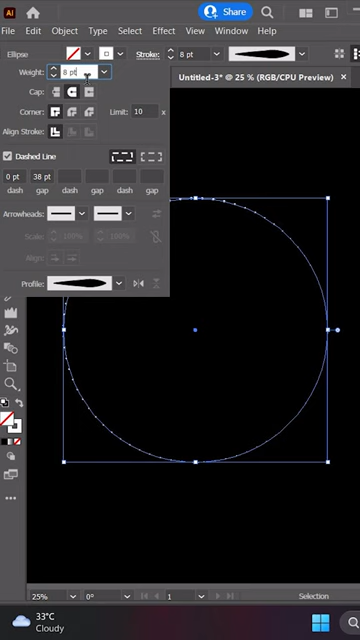 Ai
Share
File Edit Object Type Select Effect View Window
Ellipse Stroke: 8 pt
Weight: 8 pt
Untitled-3* @ 25 % (RGB/CPU Preview) ×
Cap:
Corner: Limit: 10 x
Align Stroke:
Dashed Line
0 pt 38 pt
dash gap dash gap dash gap
Arrowheads:
Scale: 100% 100%
Align:
Profile:
25% 0° 1 Selection
33°C
Cloudy